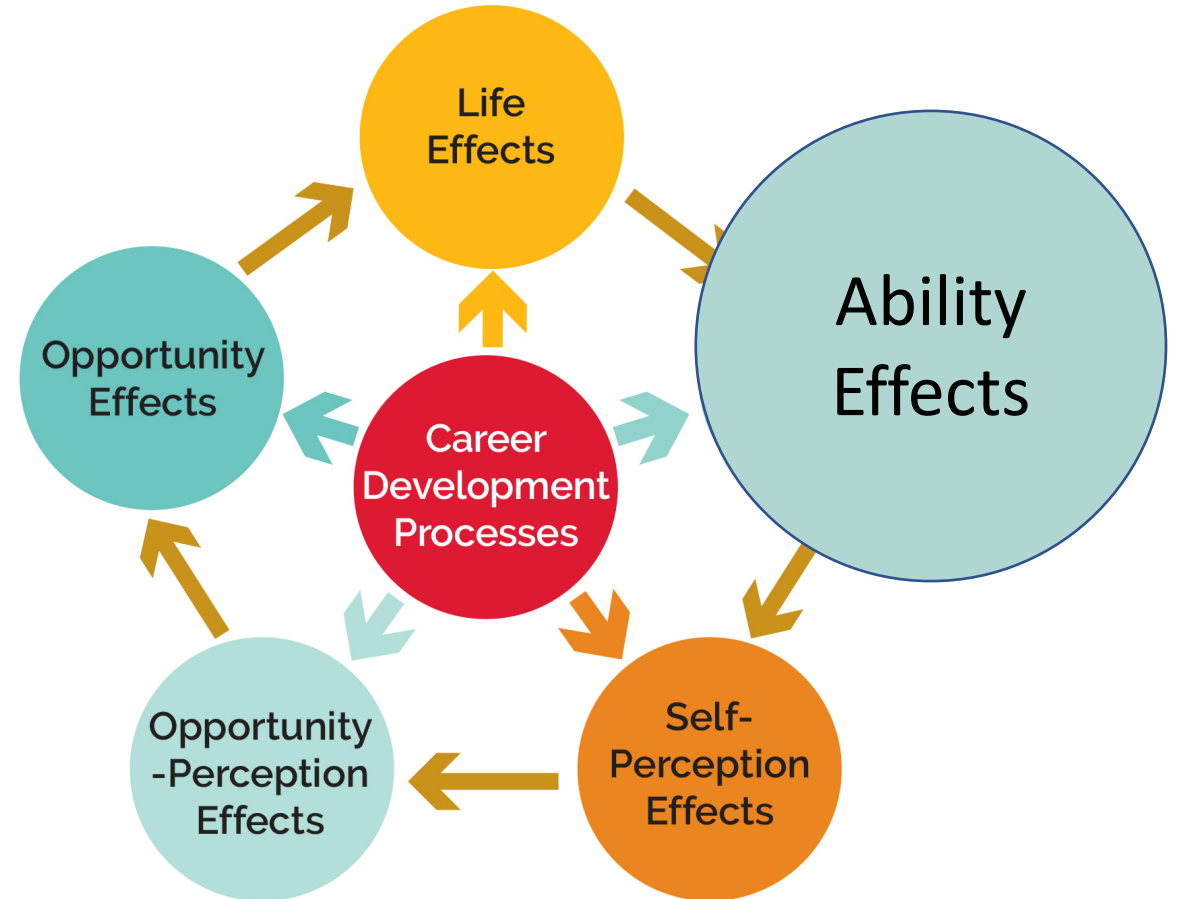 Life
Effects
Ability
Effects
Opportunity
Effects
Career
Development
Processes
Opportunity
-Perception
Effects
Self-
Perception
Effects